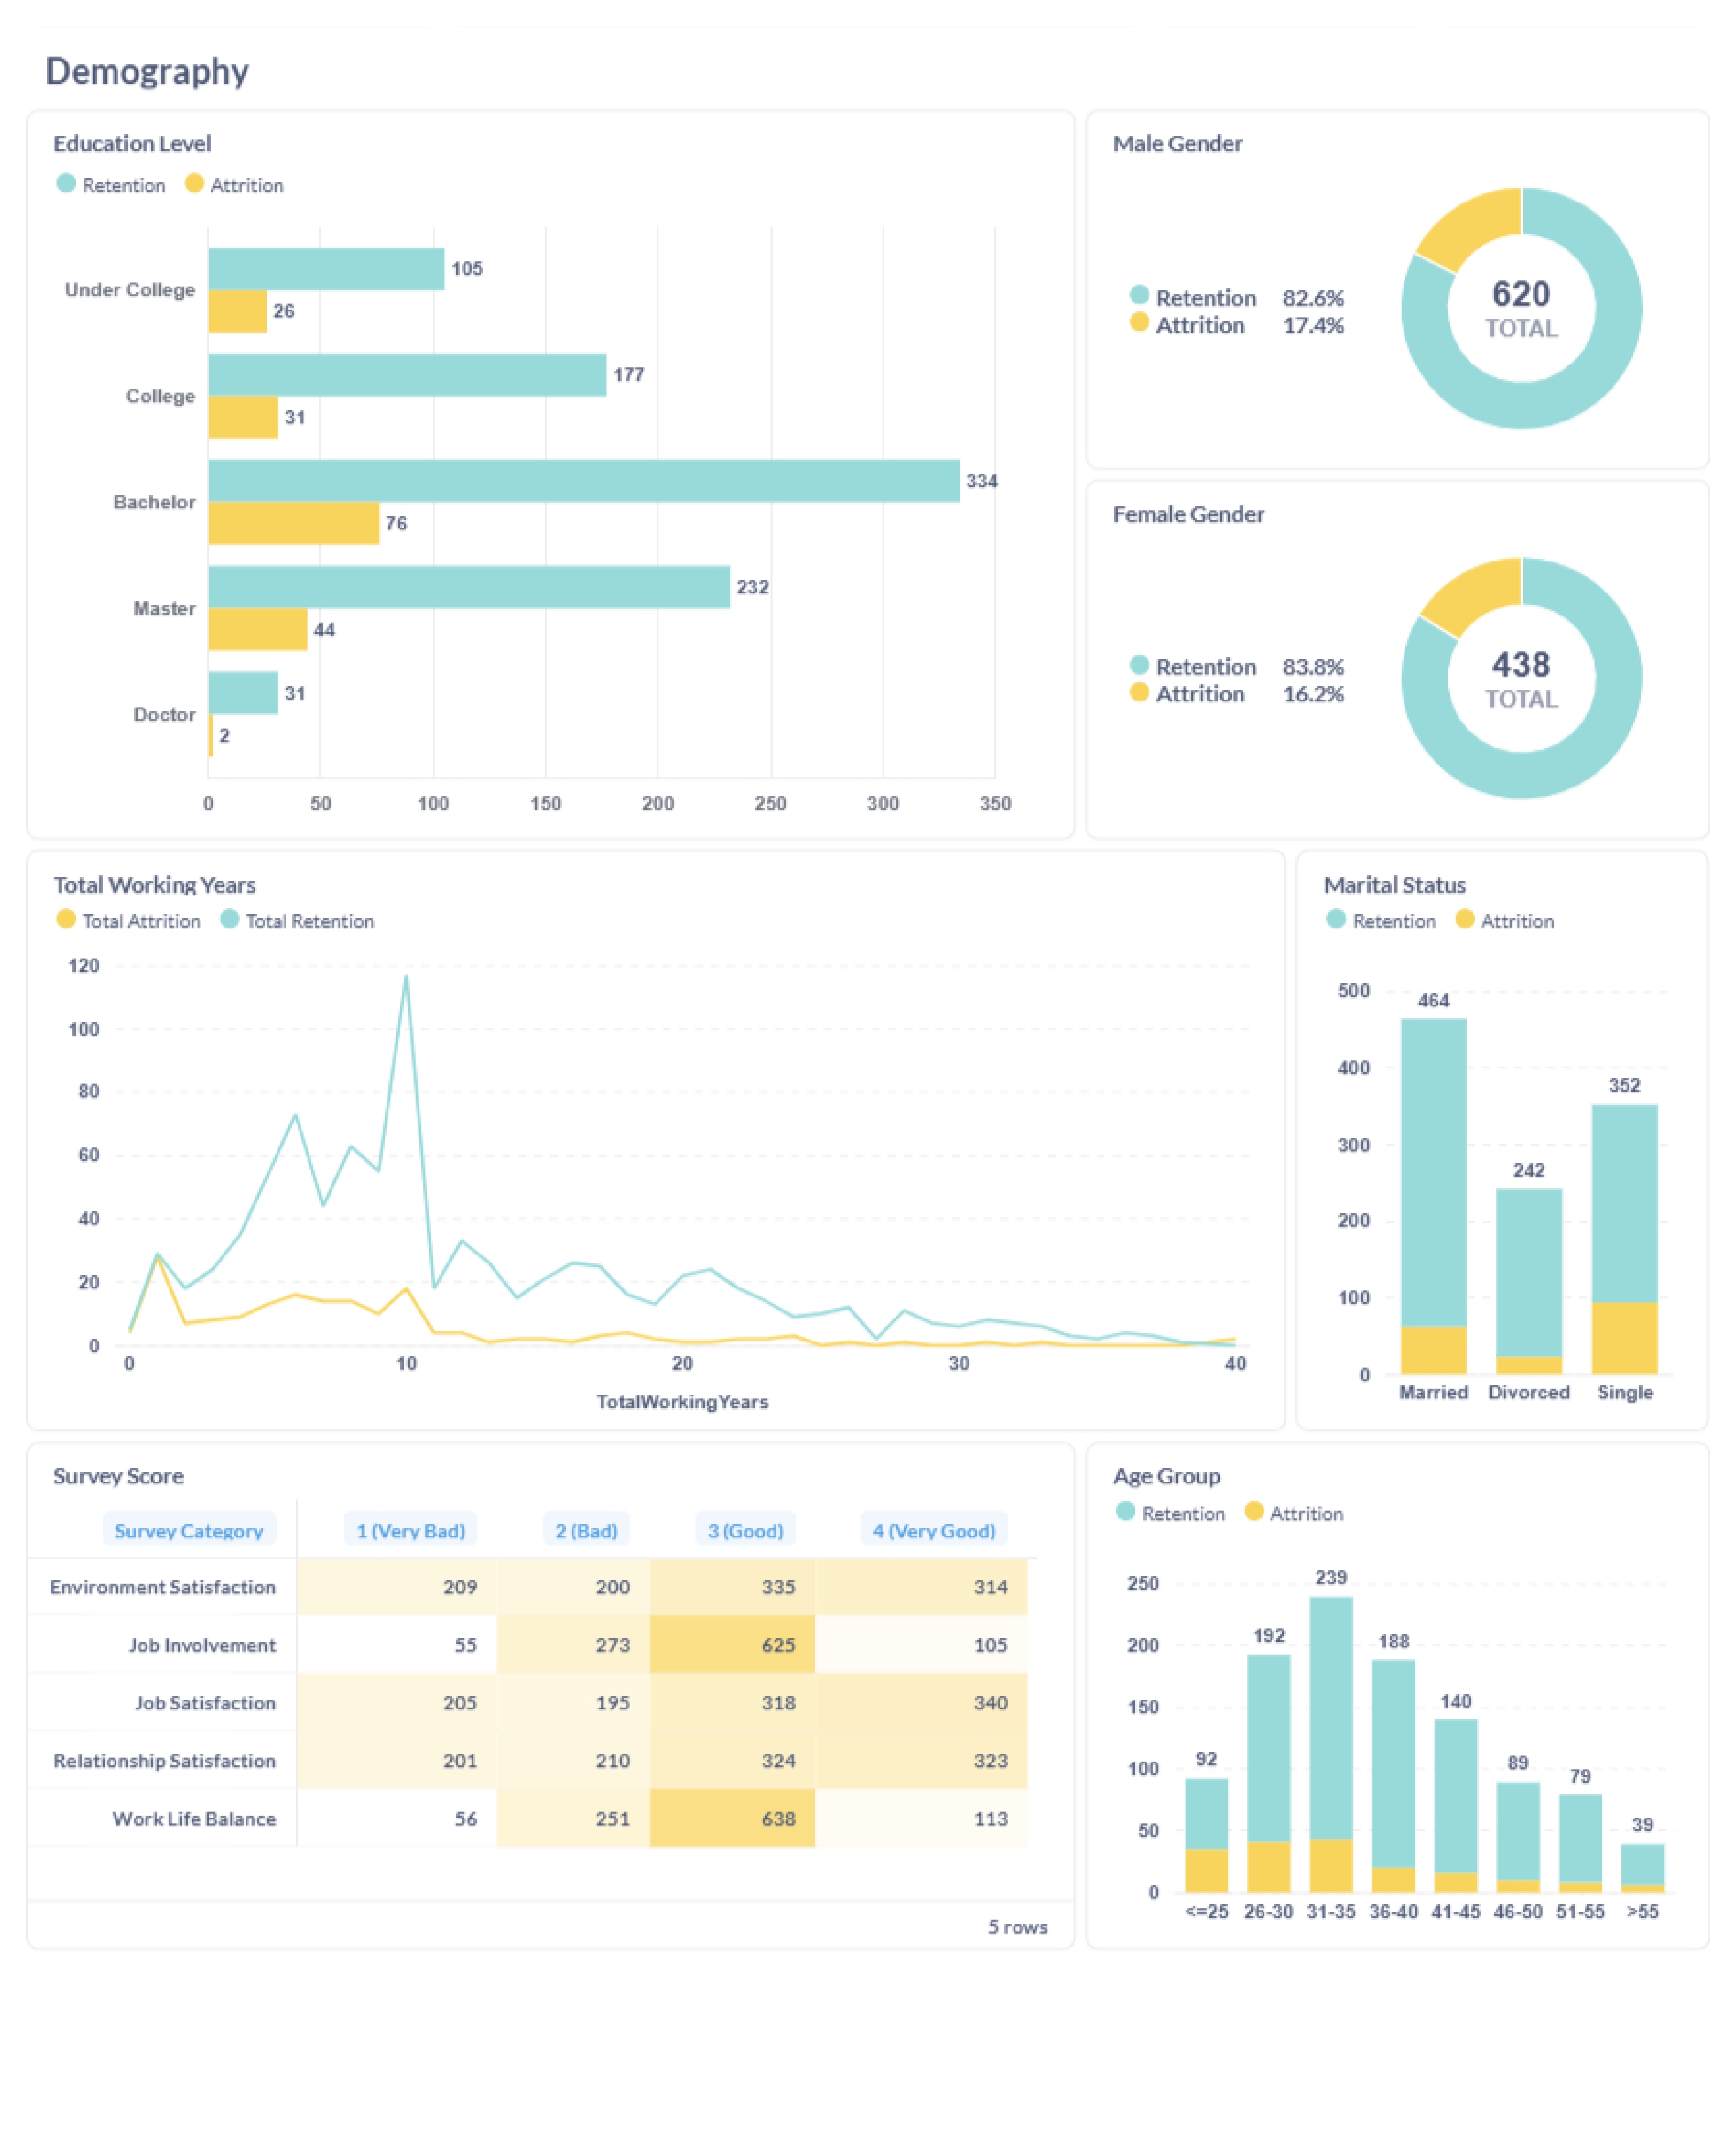 Demography
Education Level
Retention Attrition
Under College 105
26
College 177
31
Bachelor 334
76
Master 232
44
Doctor 31
2
0 50 100 150 200 250 300 350
Male Gender
Retention 82.6%
Attrition 17.4%
620
TOTAL
Female Gender
Retention 83.8%
Attrition 16.2%
438
TOTAL
Total Working Years
Total Attrition Total Retention
120
100
80
60
40
20
0
0 10 20 30 40
TotalWorkingYears
Marital Status
Retention Attrition
500
400
300
200
100
0
464 242 352
Married Divorced Single
Survey Score
Survey Category 1 (Very Bad) 2 (Bad) 3 (Good) 4 (Very Good)
Environment Satisfaction 209 200 335 314
Job Involvement 55 273 625 105
Job Satisfaction 205 195 318 340
Relationship Satisfaction 201 210 324 323
Work Life Balance 56 251 638 113
5 rows
Age Group
Retention Attrition
250
200
150
100
50
0
92 192 239 188 140 89 79 39
<=25 26-30 31-35 36-40 41-45 46-50 51-55 >55